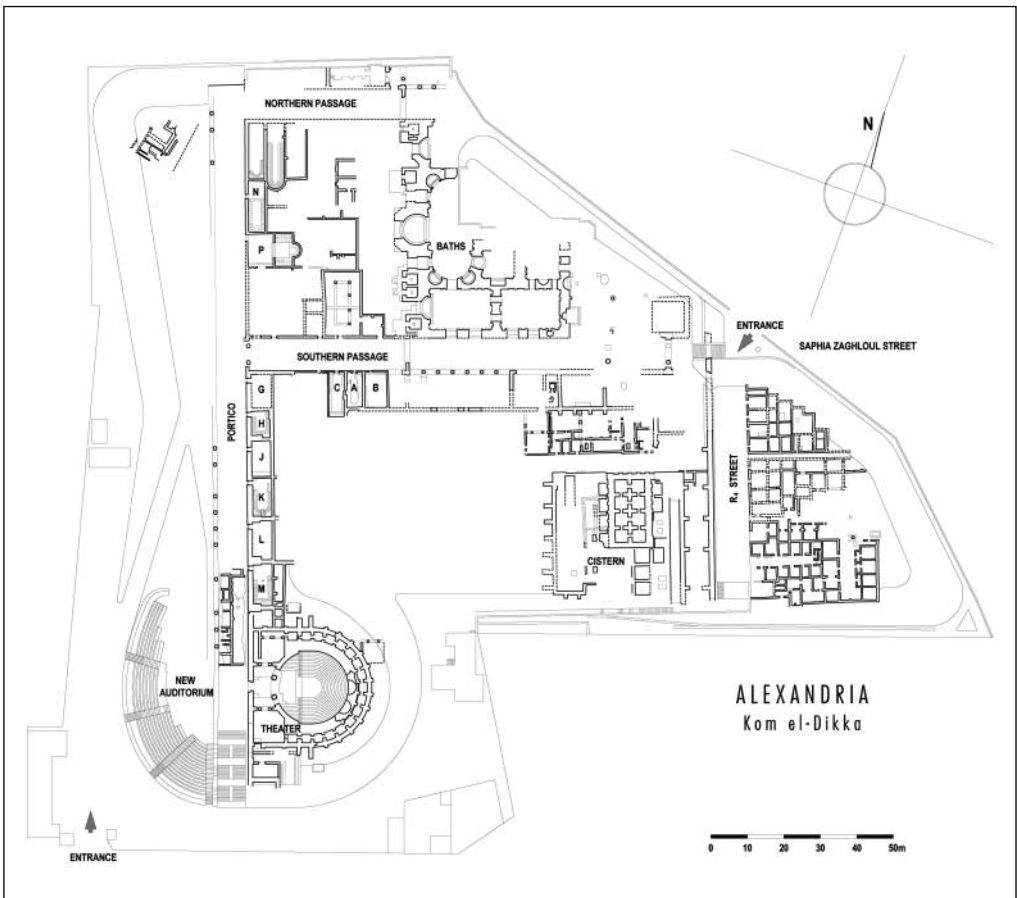 NORTHERN PASSAGE
N
N
P
BATHS
ENTRANCE
SAPHIA ZAGHLOUL STREET
SOUTHERN PASSAGE
C
A
B
G
PORTICO
H
J
K
R4 STREET
L
CISTERN
M
NEW
AUDITORIUM
THEATER
ALEXANDRIA
Kom el-Dikka
ENTRANCE
0 10 20 30 40 50m